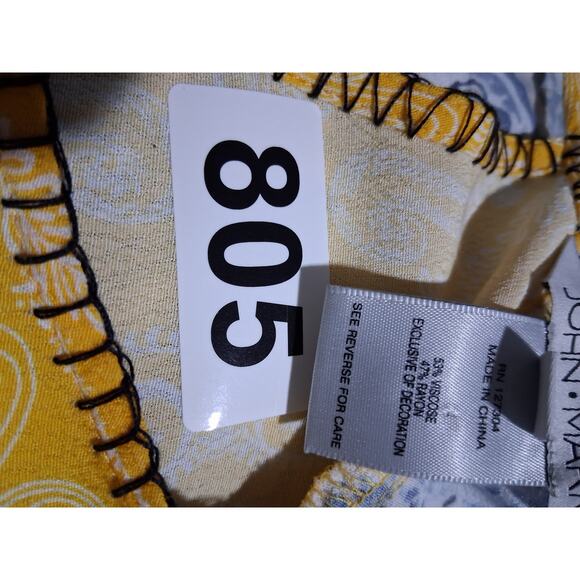 805
RN 127304
MADE IN CHINA
53% VISCOSE
47% RAYON
EXCLUSIVE OF DECORATION
SEE REVERSE FOR CARE
JOHN • MARK